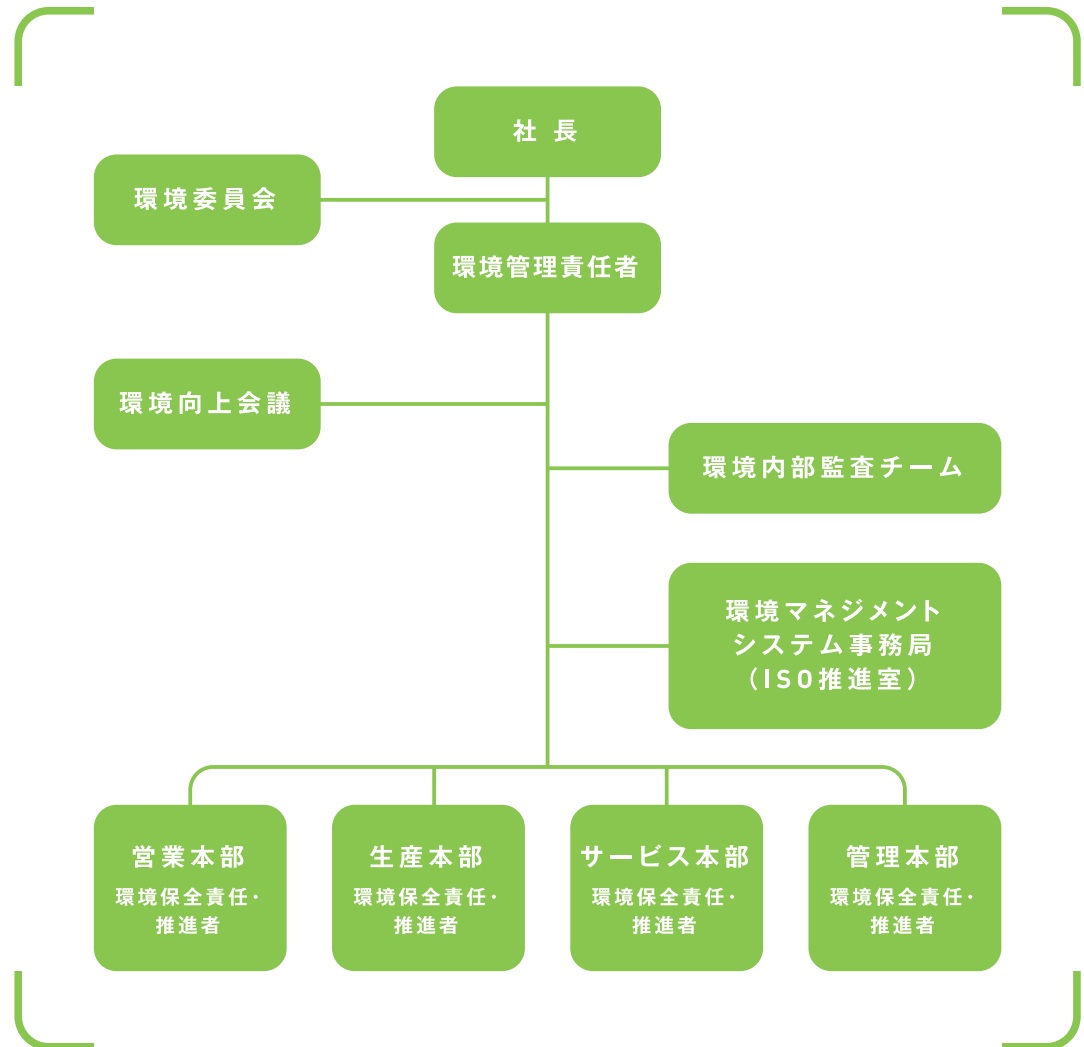 社 長
環境委員会
環境管理責任者
環境向上会議
環境内部監査チーム
環境マネジメント
システム事務局
（ISO推進室）
営業本部
環境保全責任・
推進者
生産本部
環境保全責任・
推進者
サービス本部
環境保全責任・
推進者
管理本部
環境保全責任・
推進者